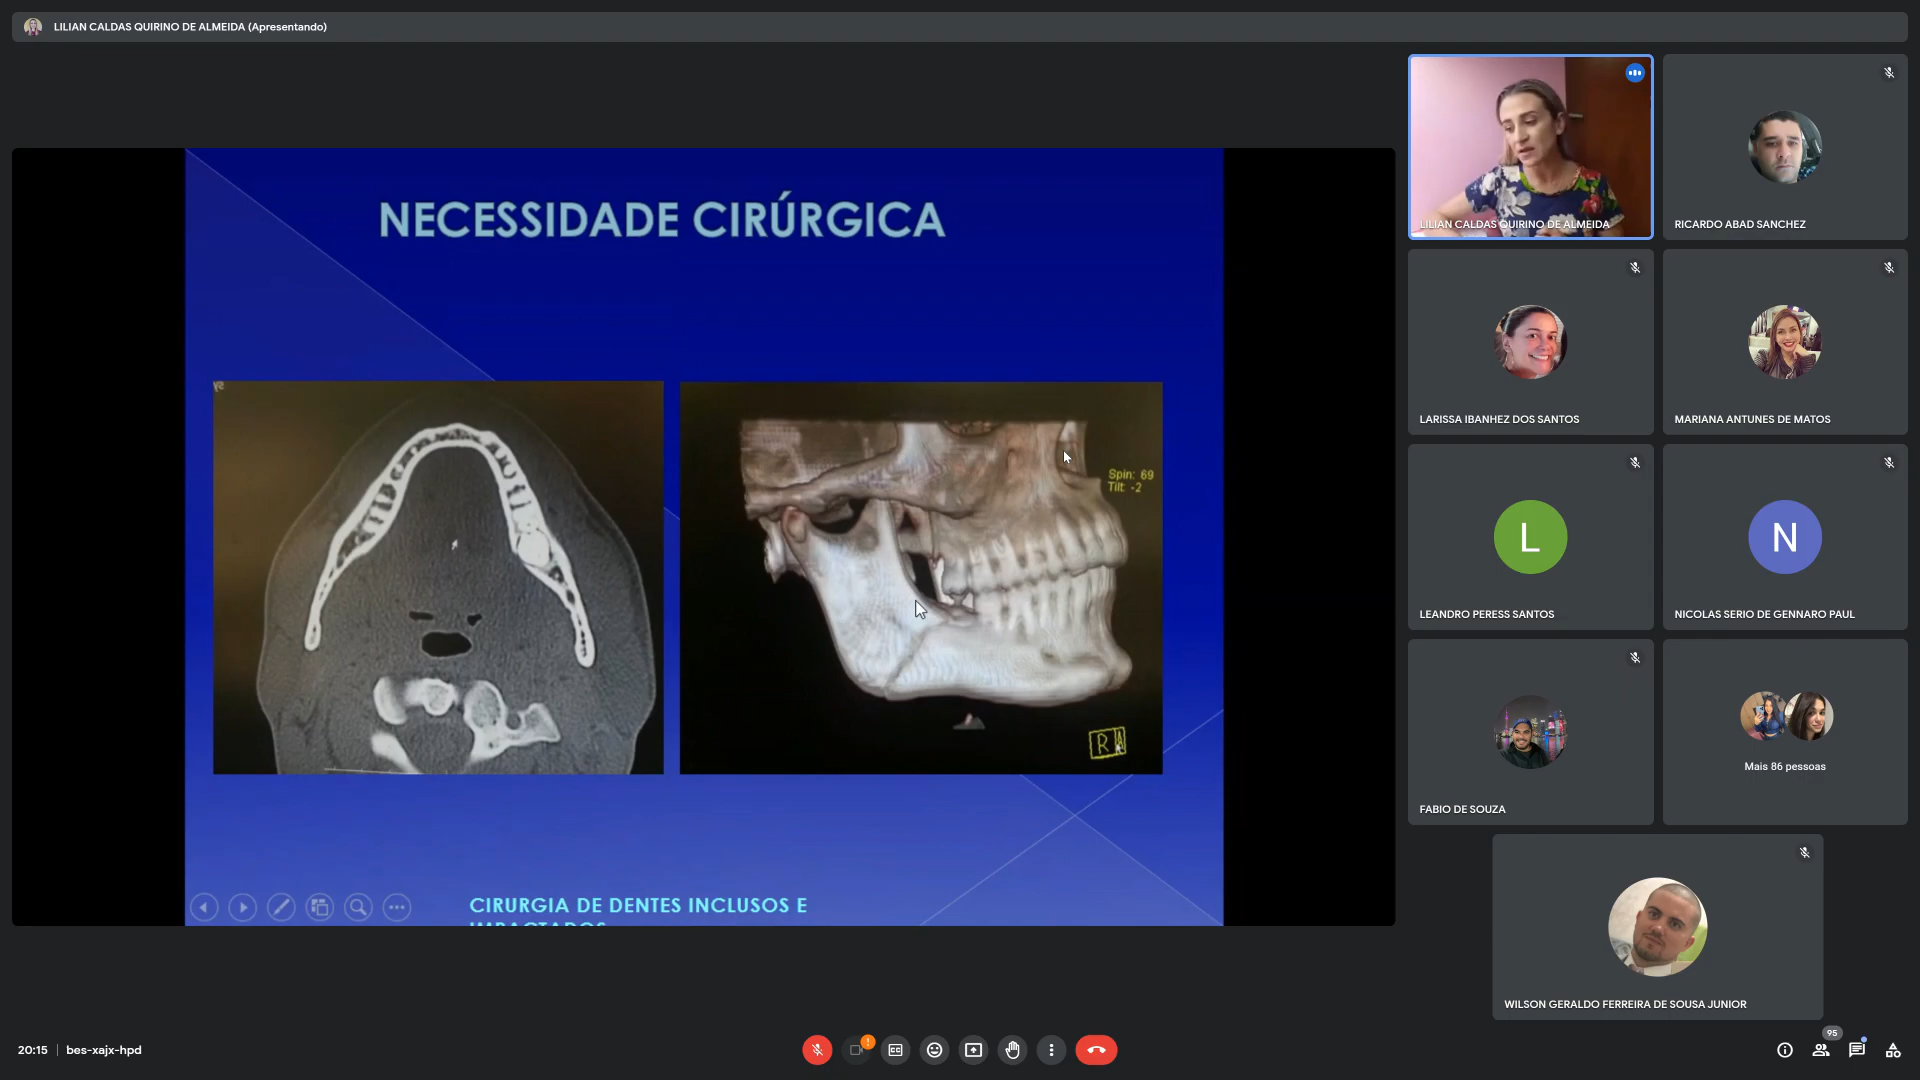 LILIAN CALDAS QUIRINO DE ALMEIDA (Apresentando)
NECESSIDADE CIRÚRGICA
Spin: 69
Tilt: -2
R A
CIRURGIA DE DENTES INCLUSOS E
IMPACTADOS
LILIAN CALDAS QUIRINO DE ALMEIDA
RICARDO ABAD SANCHEZ
LARISSA IBANHEZ DOS SANTOS
MARIANA ANTUNES DE MATOS
L
LEANDRO PERESS SANTOS
N
NICOLAS SERIO DE GENNARO PAUL
FABIO DE SOUZA
Mais 86 pessoas
WILSON GERALDO FERREIRA DE SOUSA JUNIOR
20:15 | bes-xajx-hpd
95